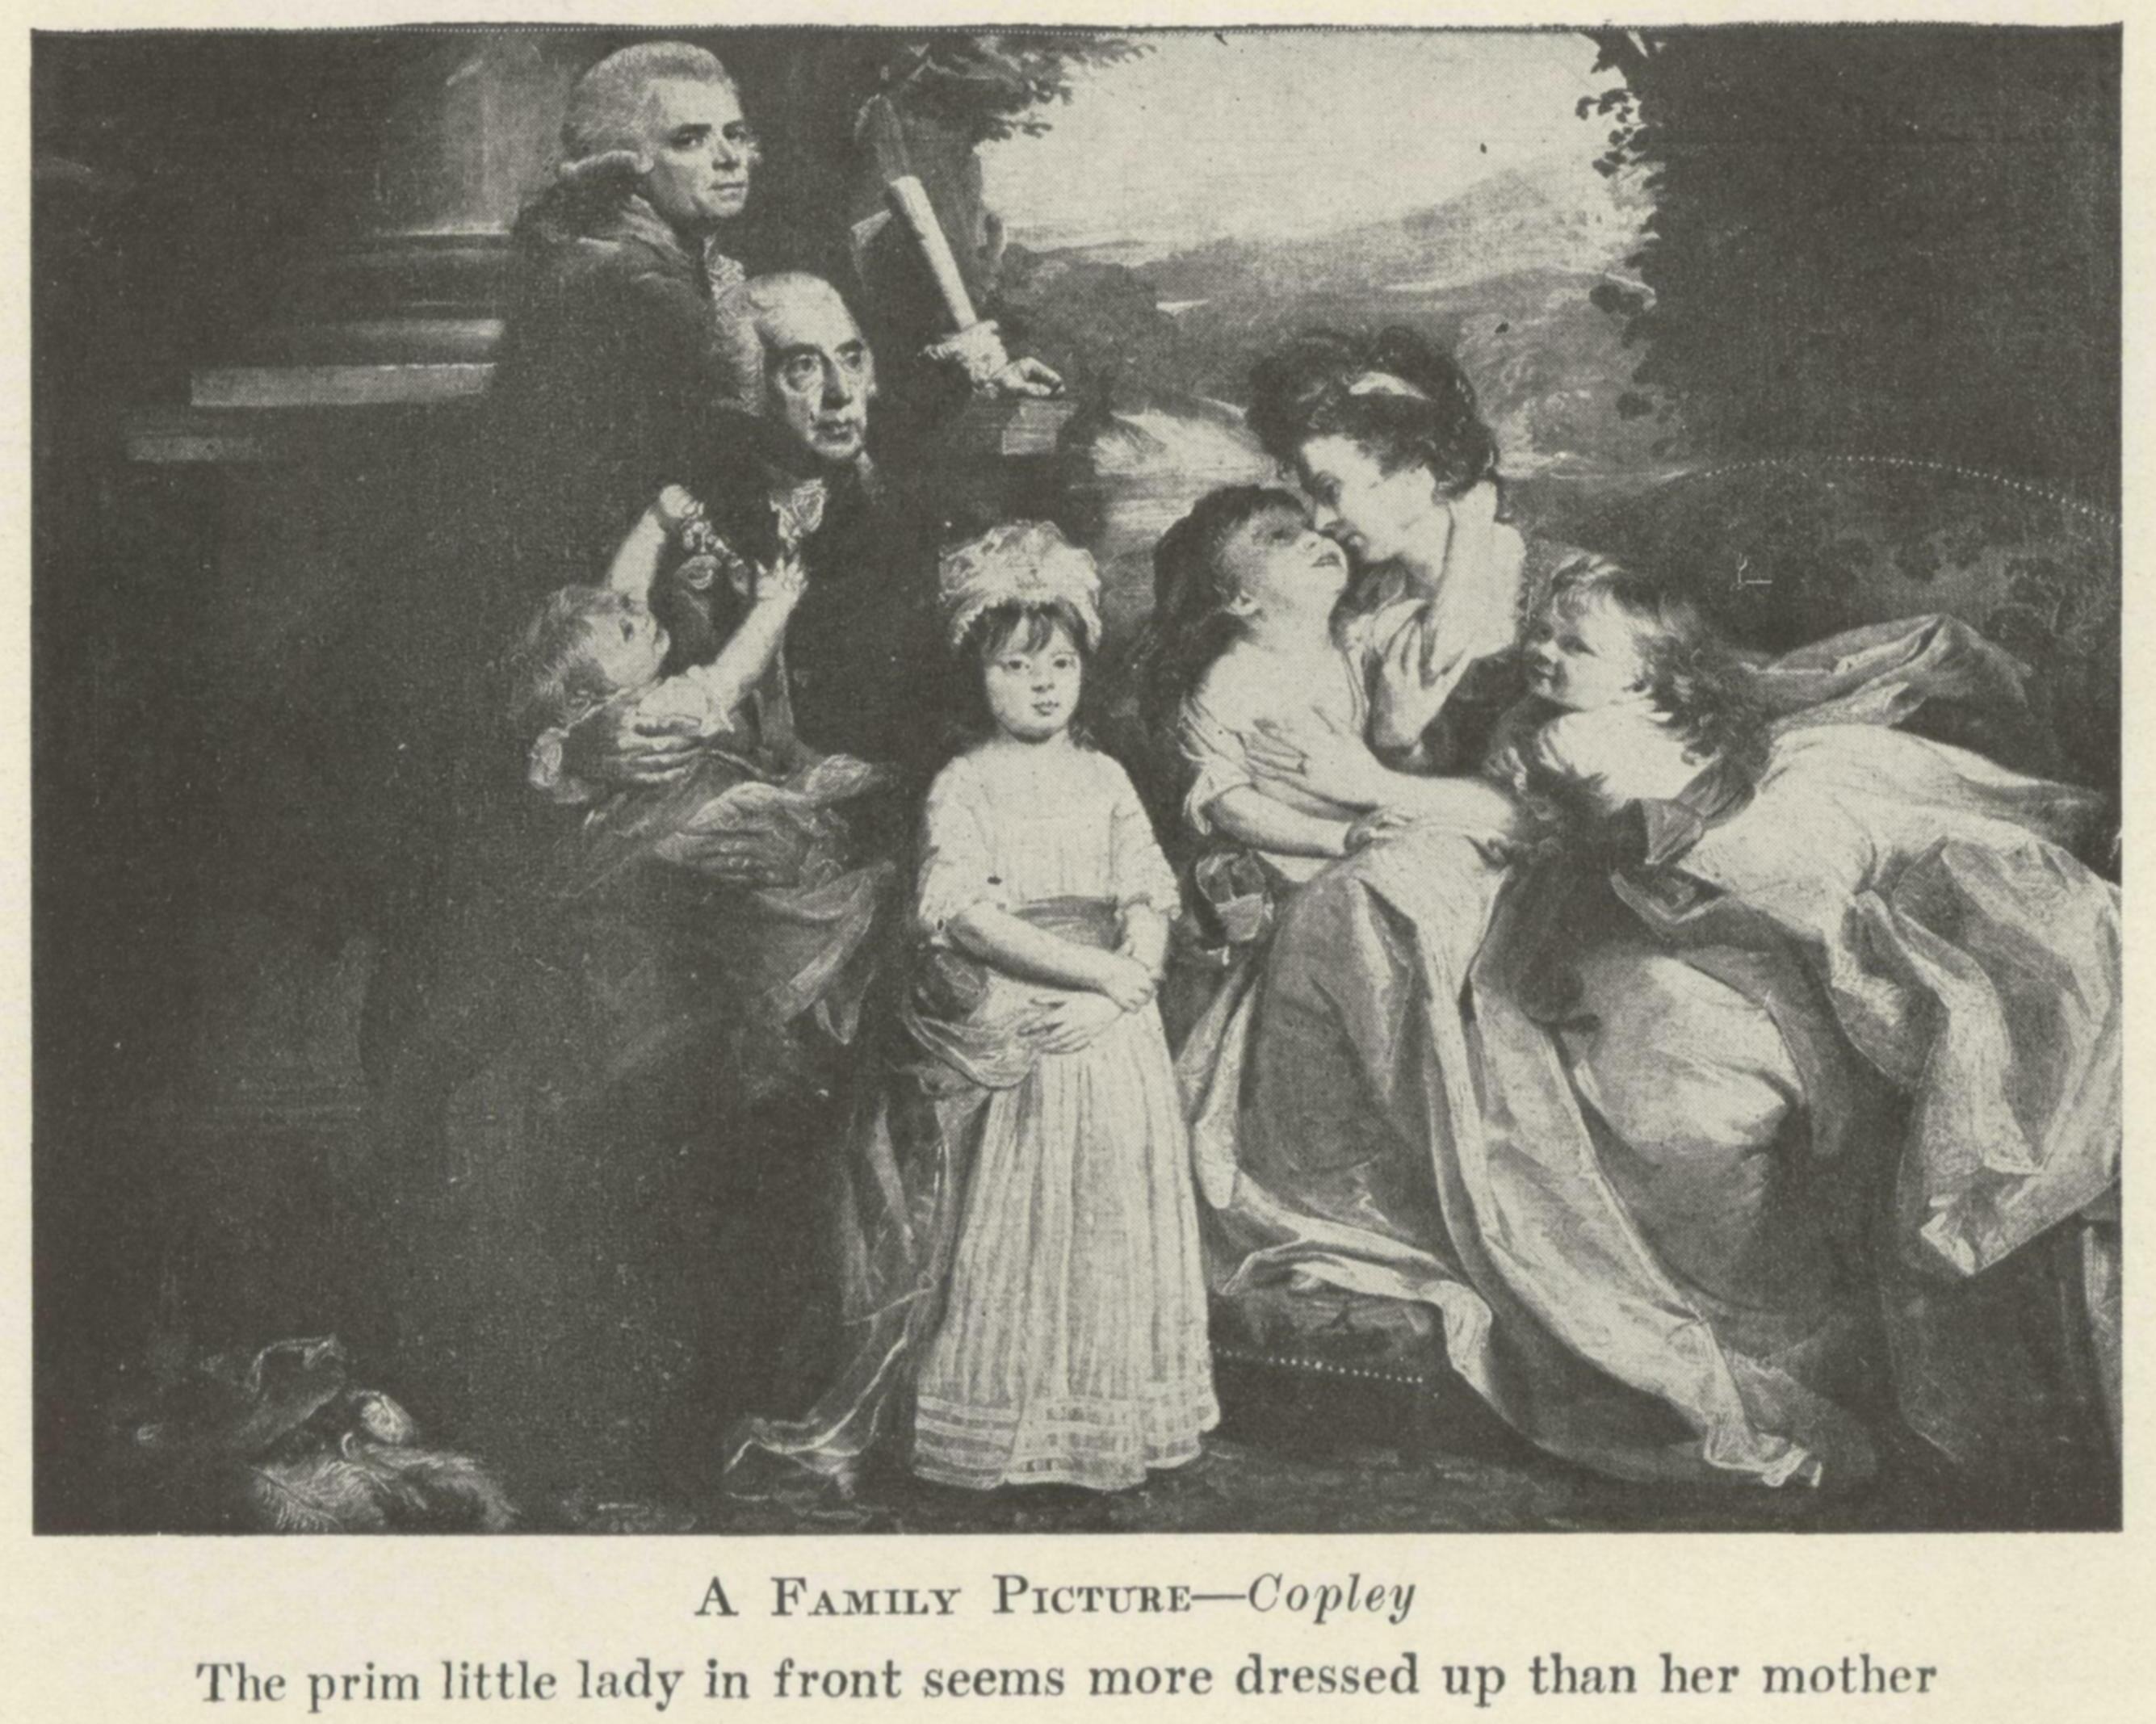 A FAMILY PICTURE—Copley
The prim little lady in front seems more dressed up than her mother